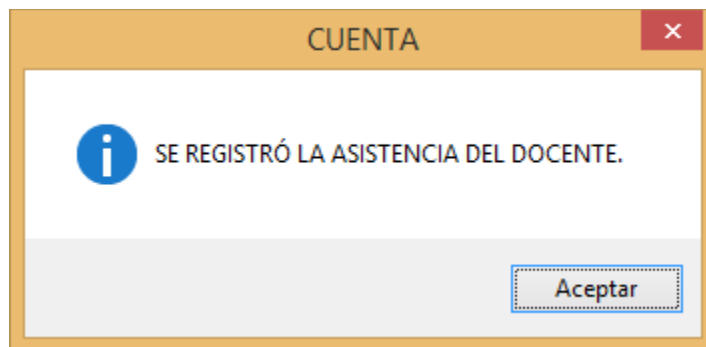 CUENTA
SE REGISTRÓ LA ASISTENCIA DEL DOCENTE.
Aceptar